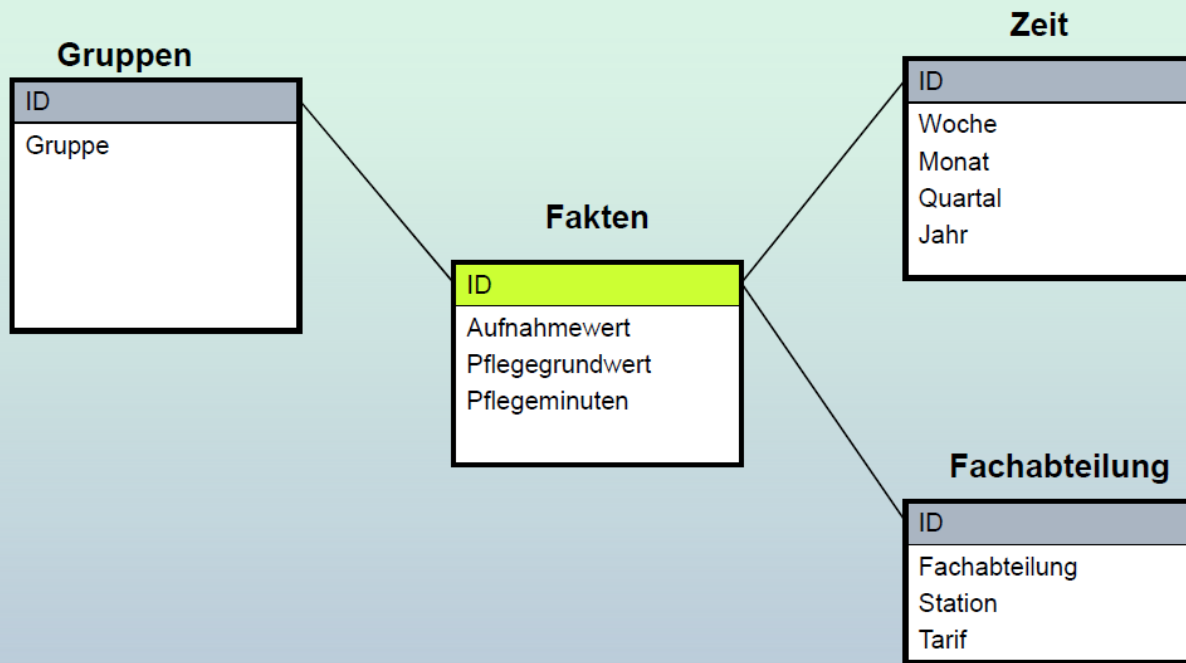 Gruppen
ID
Gruppe
Fakten
ID
Aufnahmewert
Pflegegrundwert
Pflegeminuten
Zeit
ID
Woche
Monat
Quartal
Jahr
Fachabteilung
ID
Fachabteilung
Station
Tarif